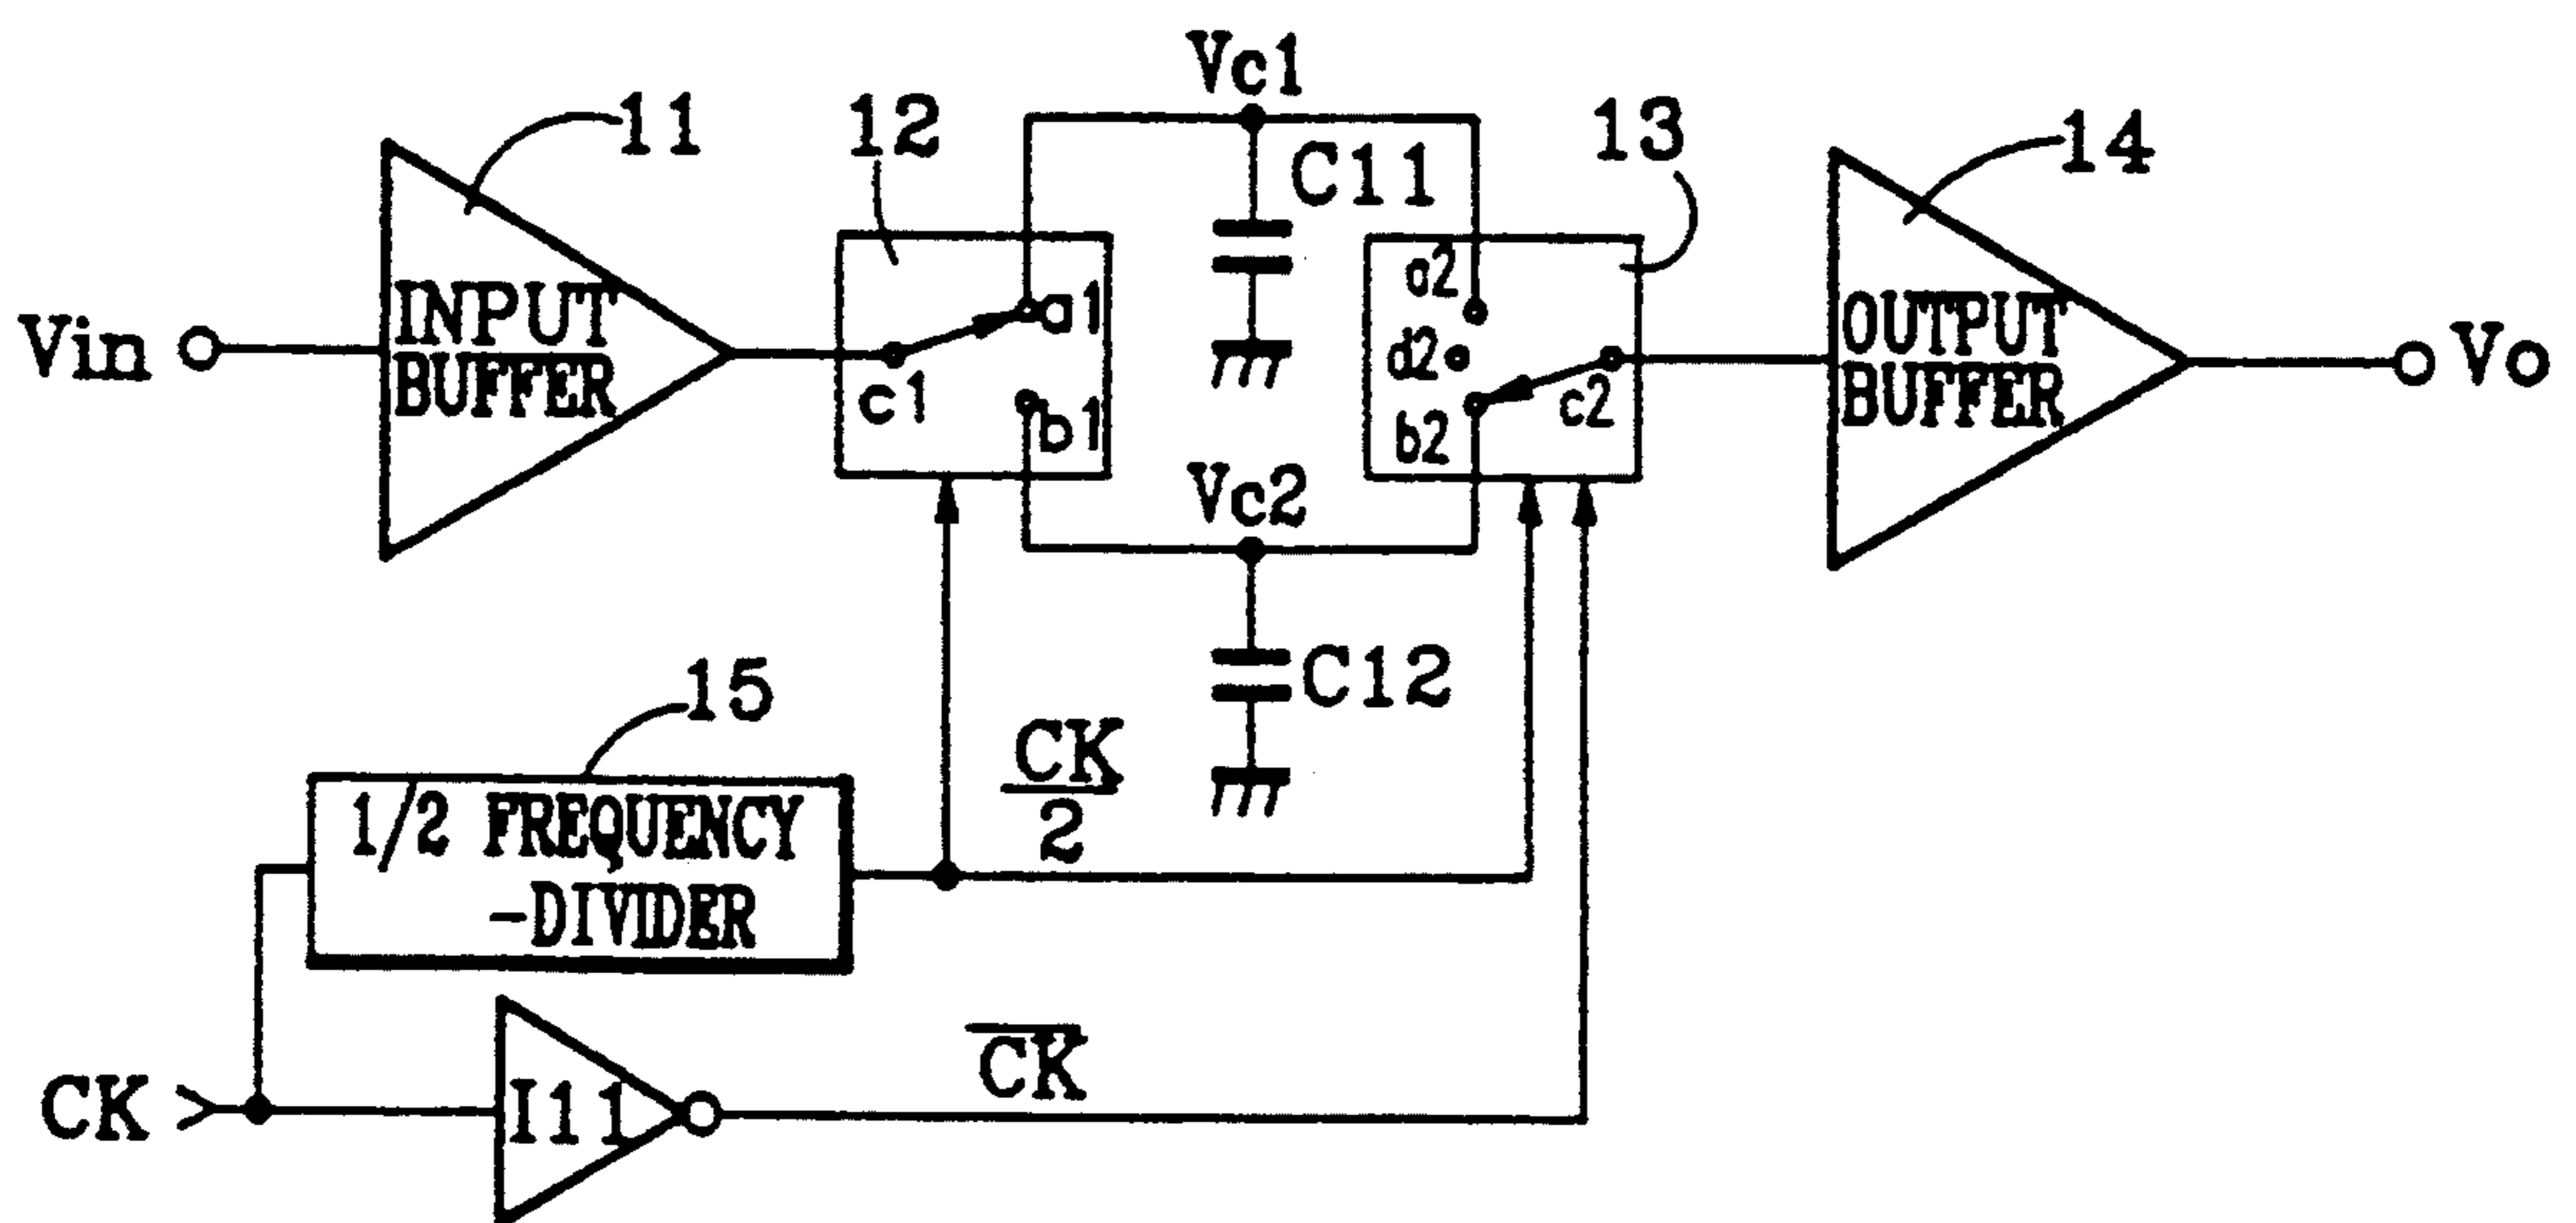 Vc1
11
12
C11
13
14
a2
Vin
INPUT
BUFFER
a1
d2
OUTPUT
BUFFER
Vo
c1
b1
b2
c2
Vc2
15
C12
CK
2
1/2 FREQUENCY
-DIVIDER
CK
I11
C̅K̅